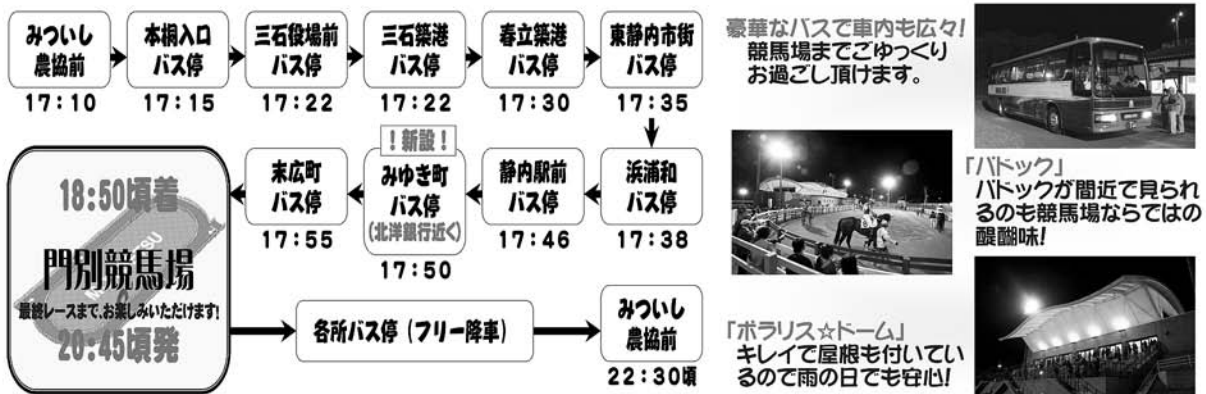 みついし
農協前
17:10
本桐入口
バス停
17:15
三石役場前
バス停
17:22
三石築港
バス停
17:22
春立築港
バス停
17:30
東静内市街
バス停
17:35
浜浦和
バス停
17:38
静内駅前
バス停
17:46
！新設！
みゆき町
バス停
(北洋銀行近く)
17:50
末広町
バス停
17:55
18:50頃着
門別競馬場
最終レースまで、お楽しみいただけます!
20:45頃発
各所バス停（フリー降車）
みついし
農協前
22:30頃
豪華なバスで車内も広々!
競馬場までごゆっくり
お過ごし頂けます。
「パドック」
パドックが間近で見られ
るのも競馬場ならではの
醍醐味!
「ポラリス☆ドーム」
キレイで屋根も付いてい
るので雨の日でも安心!